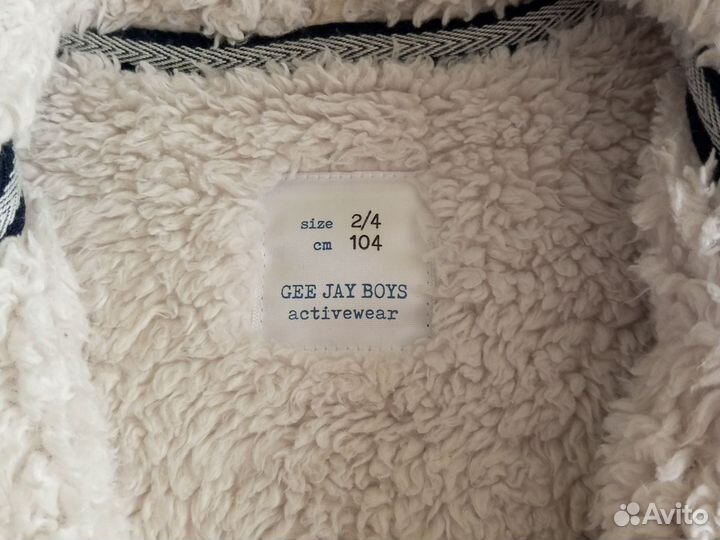 size 2/4
cm 104
GEE JAY BOYS
activewear
Avito